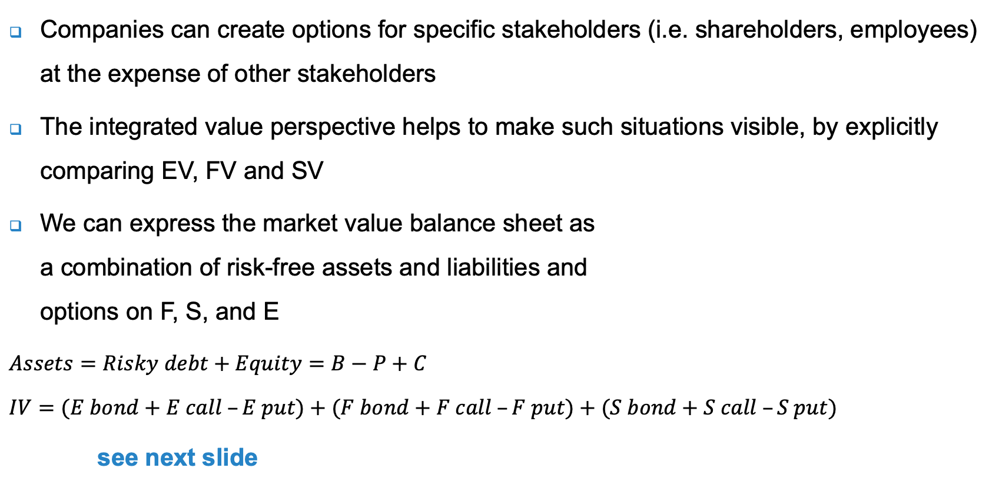 Companies can create options for specific stakeholders (i.e. shareholders, employees)
at the expense of other stakeholders
The integrated value perspective helps to make such situations visible, by explicitly
comparing EV, FV and SV
We can express the market value balance sheet as
a combination of risk-free assets and liabilities and
options on F, S, and E
Assets = Risky debt + Equity = B − P + C
IV = (E bond + E call – E put) + (F bond + F call – F put) + (S bond + S call – S put)
see next slide